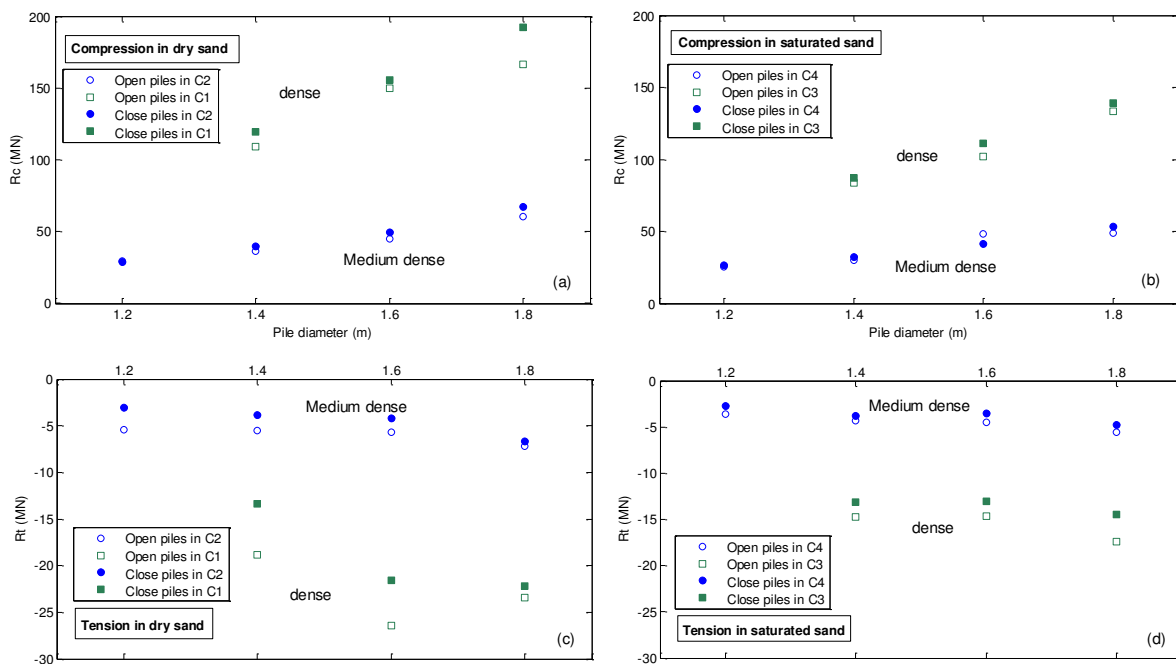 200
150
100
50
0
Rc (MN)
Compression in dry sand
Open piles in C2
Open piles in C1
Close piles in C2
Close piles in C1
dense
Medium dense
(a)
1.2 1.4 1.6 1.8
Pile diameter (m)
200
150
100
50
0
Rc (MN)
Compression in saturated sand
Open piles in C4
Open piles in C3
Close piles in C4
Close piles in C3
dense
Medium dense
(b)
1.2 1.4 1.6 1.8
Pile diameter (m)
1.2 1.4 1.6 1.8
0
-5
-10
-15
-20
-25
-30
Rt (MN)
Medium dense
Open piles in C2
Open piles in C1
Close piles in C2
Close piles in C1
dense
Tension in dry sand
(c)
1.2 1.4 1.6 1.8
0
-5
-10
-15
-20
-25
-30
Rt (MN)
Medium dense
dense
Open piles in C4
Open piles in C3
Close piles in C4
Close piles in C3
Tension in saturated sand
(d)